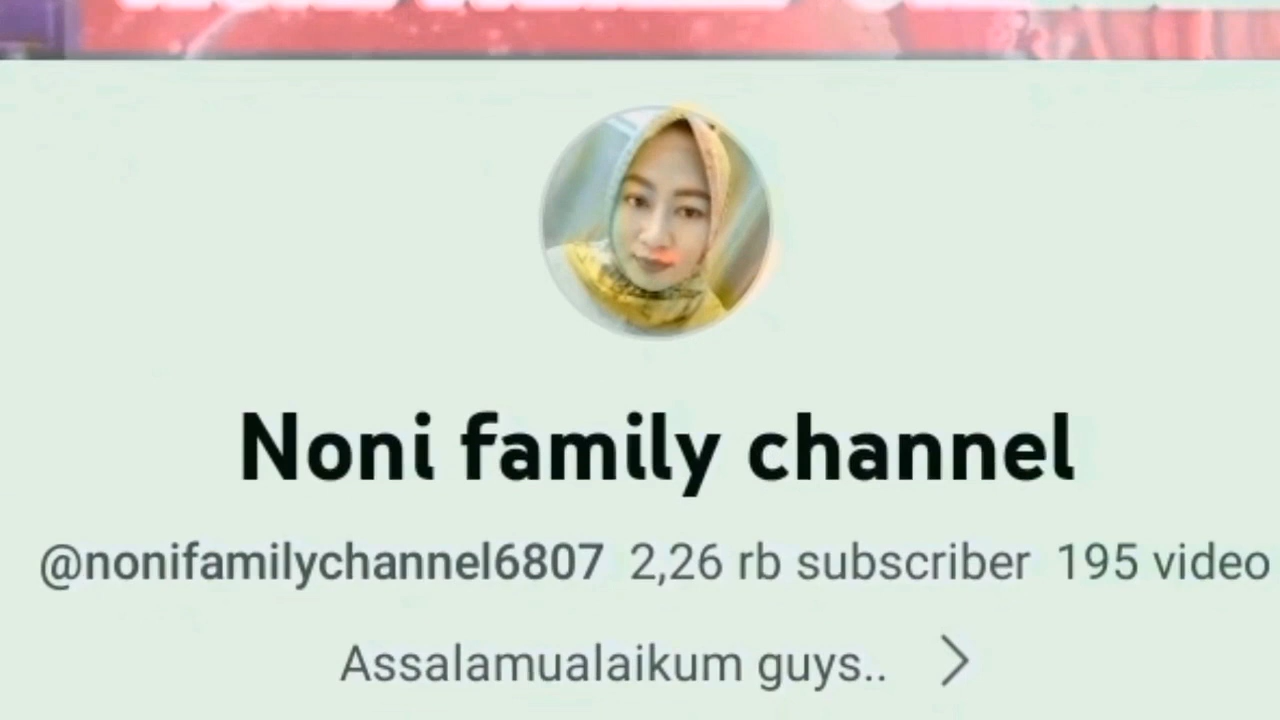 Noni family channel
@nonifamilychannel6807 2,26 rb subscriber 195 video
Assalamualaikum guys..